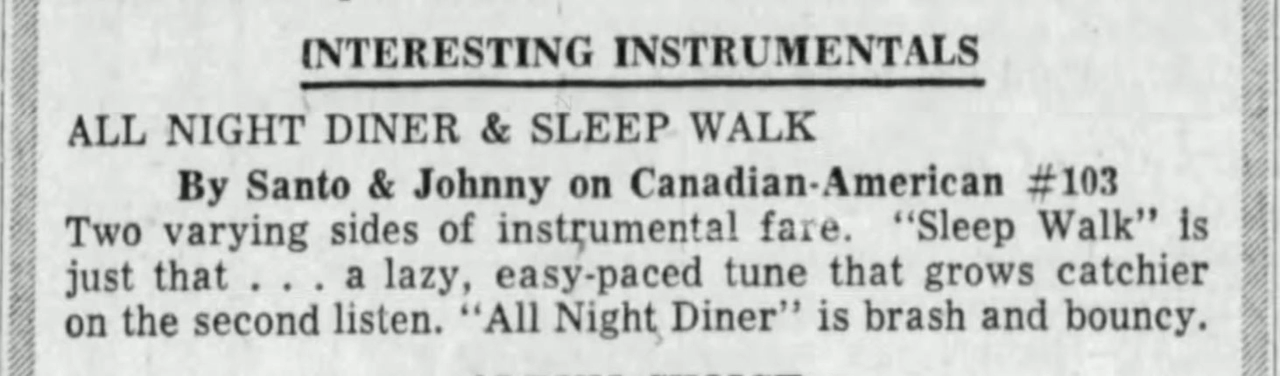 INTERESTING INSTRUMENTALS
ALL NIGHT DINER & SLEEP WALK
By Santo & Johnny on Canadian-American #103
Two varying sides of instrumental fare. "Sleep Walk" is
just that . . . a lazy, easy-paced tune that grows catchier
on the second listen. "All Night Diner" is brash and bouncy.